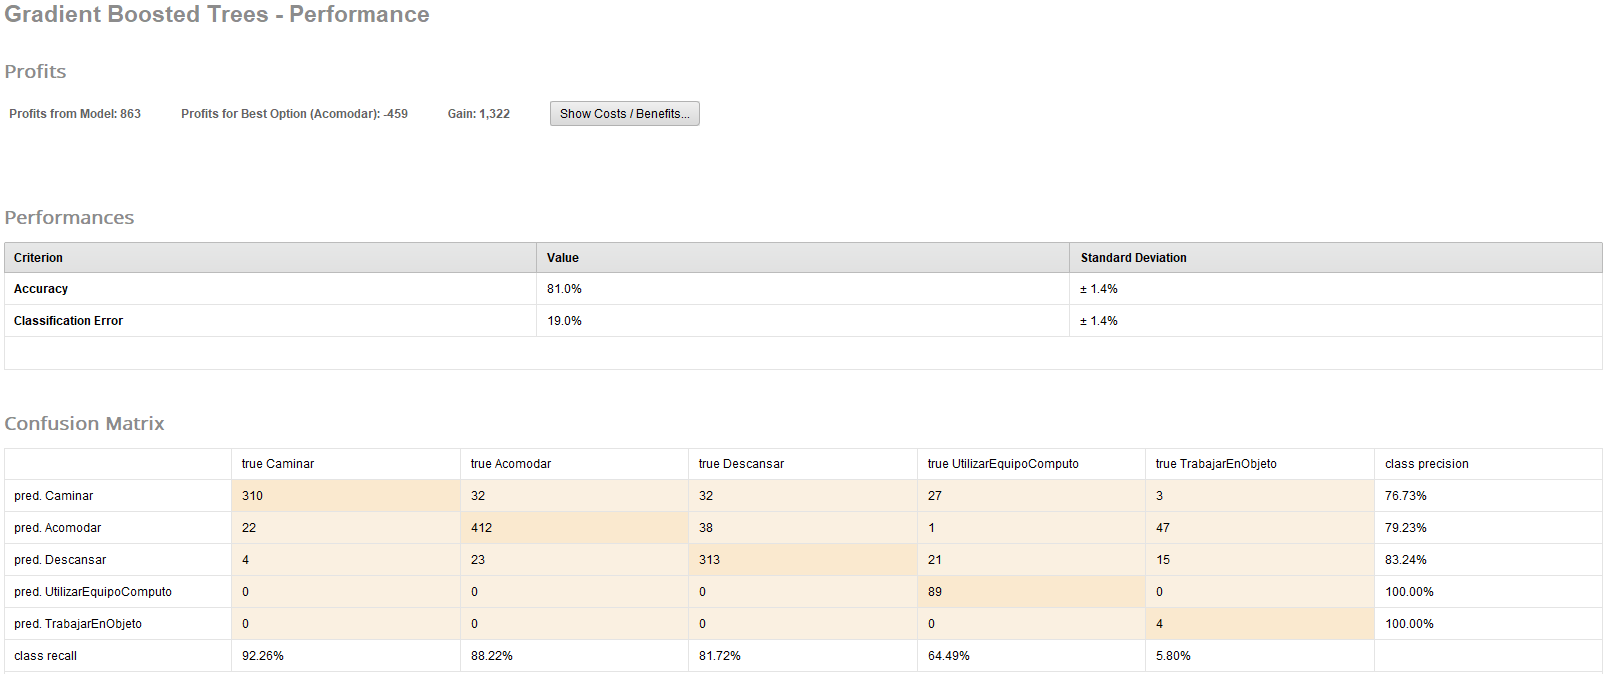 Gradient Boosted Trees - Performance
Profits
Profits from Model: 863 Profits for Best Option (Acomodar): -459 Gain: 1,322 Show Costs / Benefits...
Performances
Criterion Value Standard Deviation
Accuracy 81.0% ± 1.4%
Classification Error 19.0% ± 1.4%
Confusion Matrix
true Caminar true Acomodar true Descansar true UtilizarEquipoComputo true TrabajarEnObjeto class precision
pred. Caminar 310 32 32 27 3 76.73%
pred. Acomodar 22 412 38 1 47 79.23%
pred. Descansar 4 23 313 21 15 83.24%
pred. UtilizarEquipoComputo 0 0 0 89 0 100.00%
pred. TrabajarEnObjeto 0 0 0 0 4 100.00%
class recall 92.26% 88.22% 81.72% 64.49% 5.80%